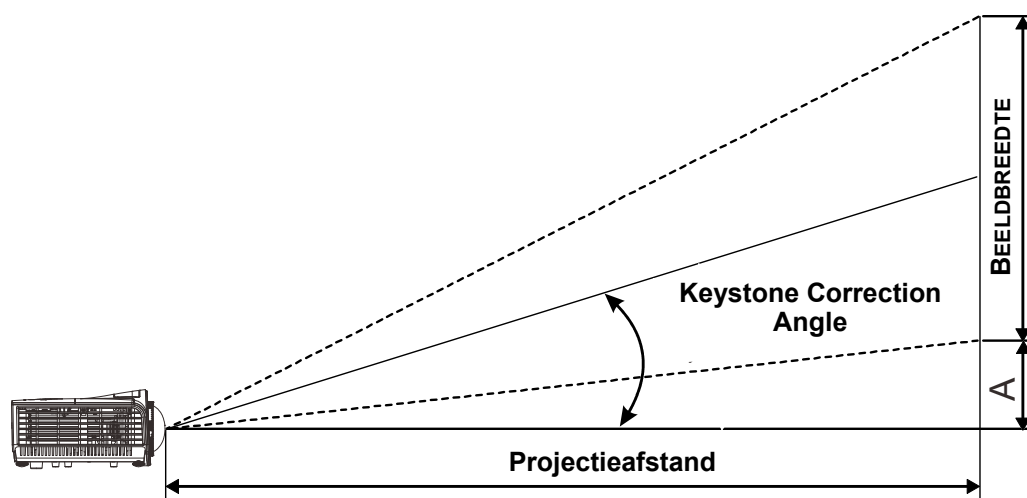 BEELDBREEDTE
Keystone Correction
Angle
A
Projectieafstand